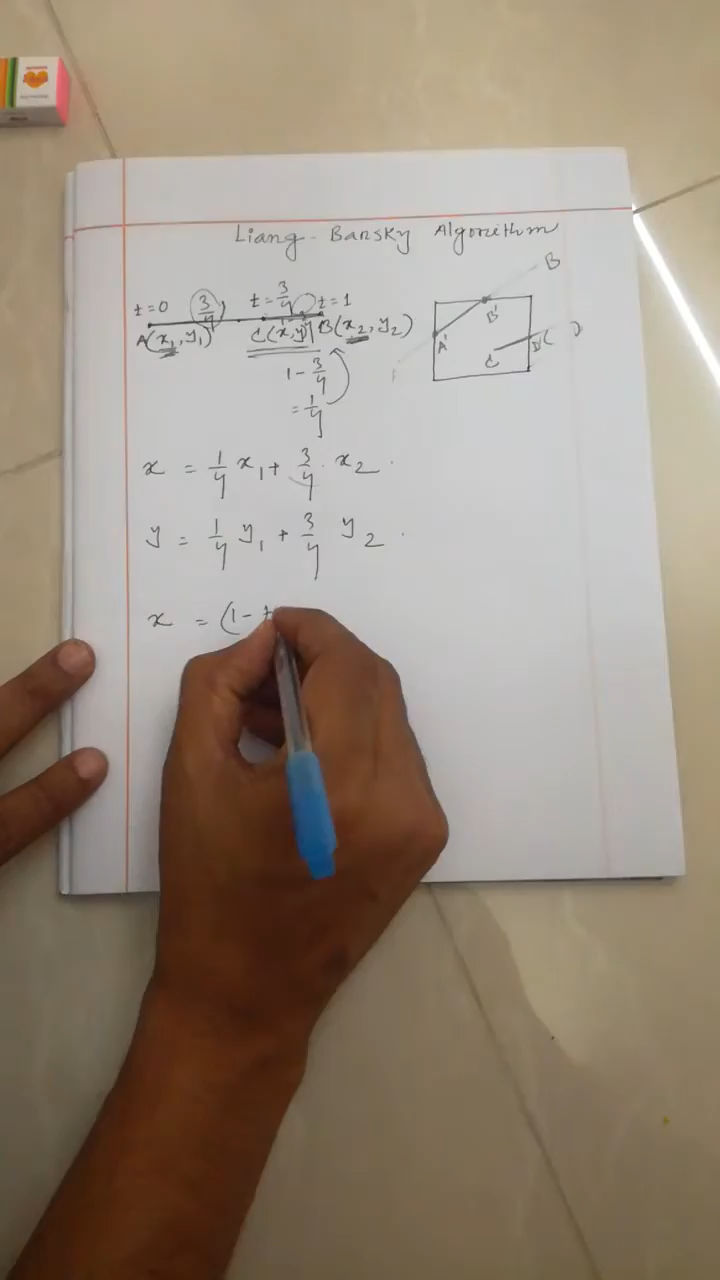 Liang - Bansky Algorithm
t = 0 3/4 t = 3/4 t = 1
A(x₁, y₁) C(x, y) B(x₂, y₂)
1 - 3/4
= 1/4
B
B'
A'
C
D'
D
x = 1/4 x₁ + 3/4 . x₂ .
y = 1/4 y₁ + 3/4 y₂ .
x = (1 - t